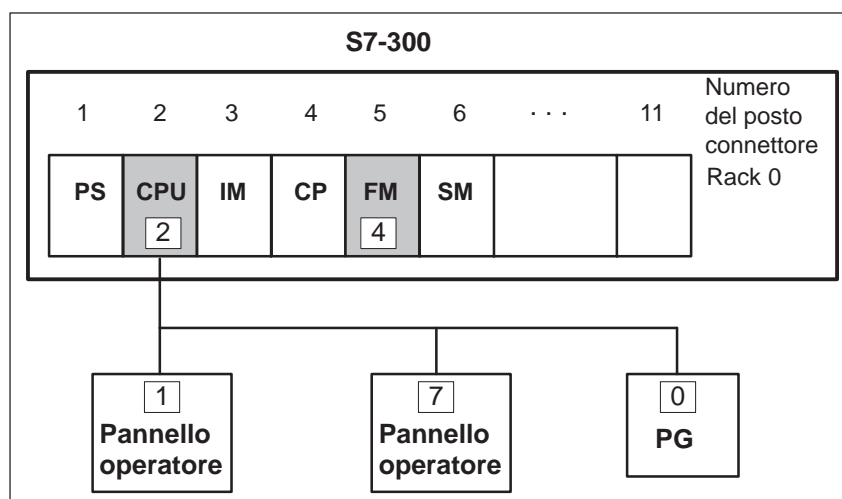 S7-300
1 2 3 4 5 6 · · · 11
Numero
del posto
connettore
Rack 0
PS CPU IM CP FM SM
2 4
1 7 0
Pannello Pannello PG
operatore operatore